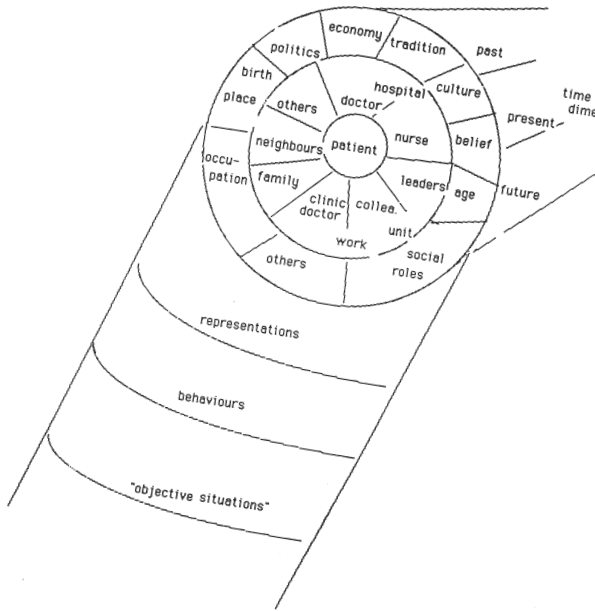 economy
tradition
politics
past
birth
hospital
culture
time
dime
place
others
doctor
present
patient
nurse
belief
neighbours
occu-
pation
family
leaders
age
future
clinic
doctor
collea.
unit
work
social
roles
others
representations
behaviours
"objective situations"